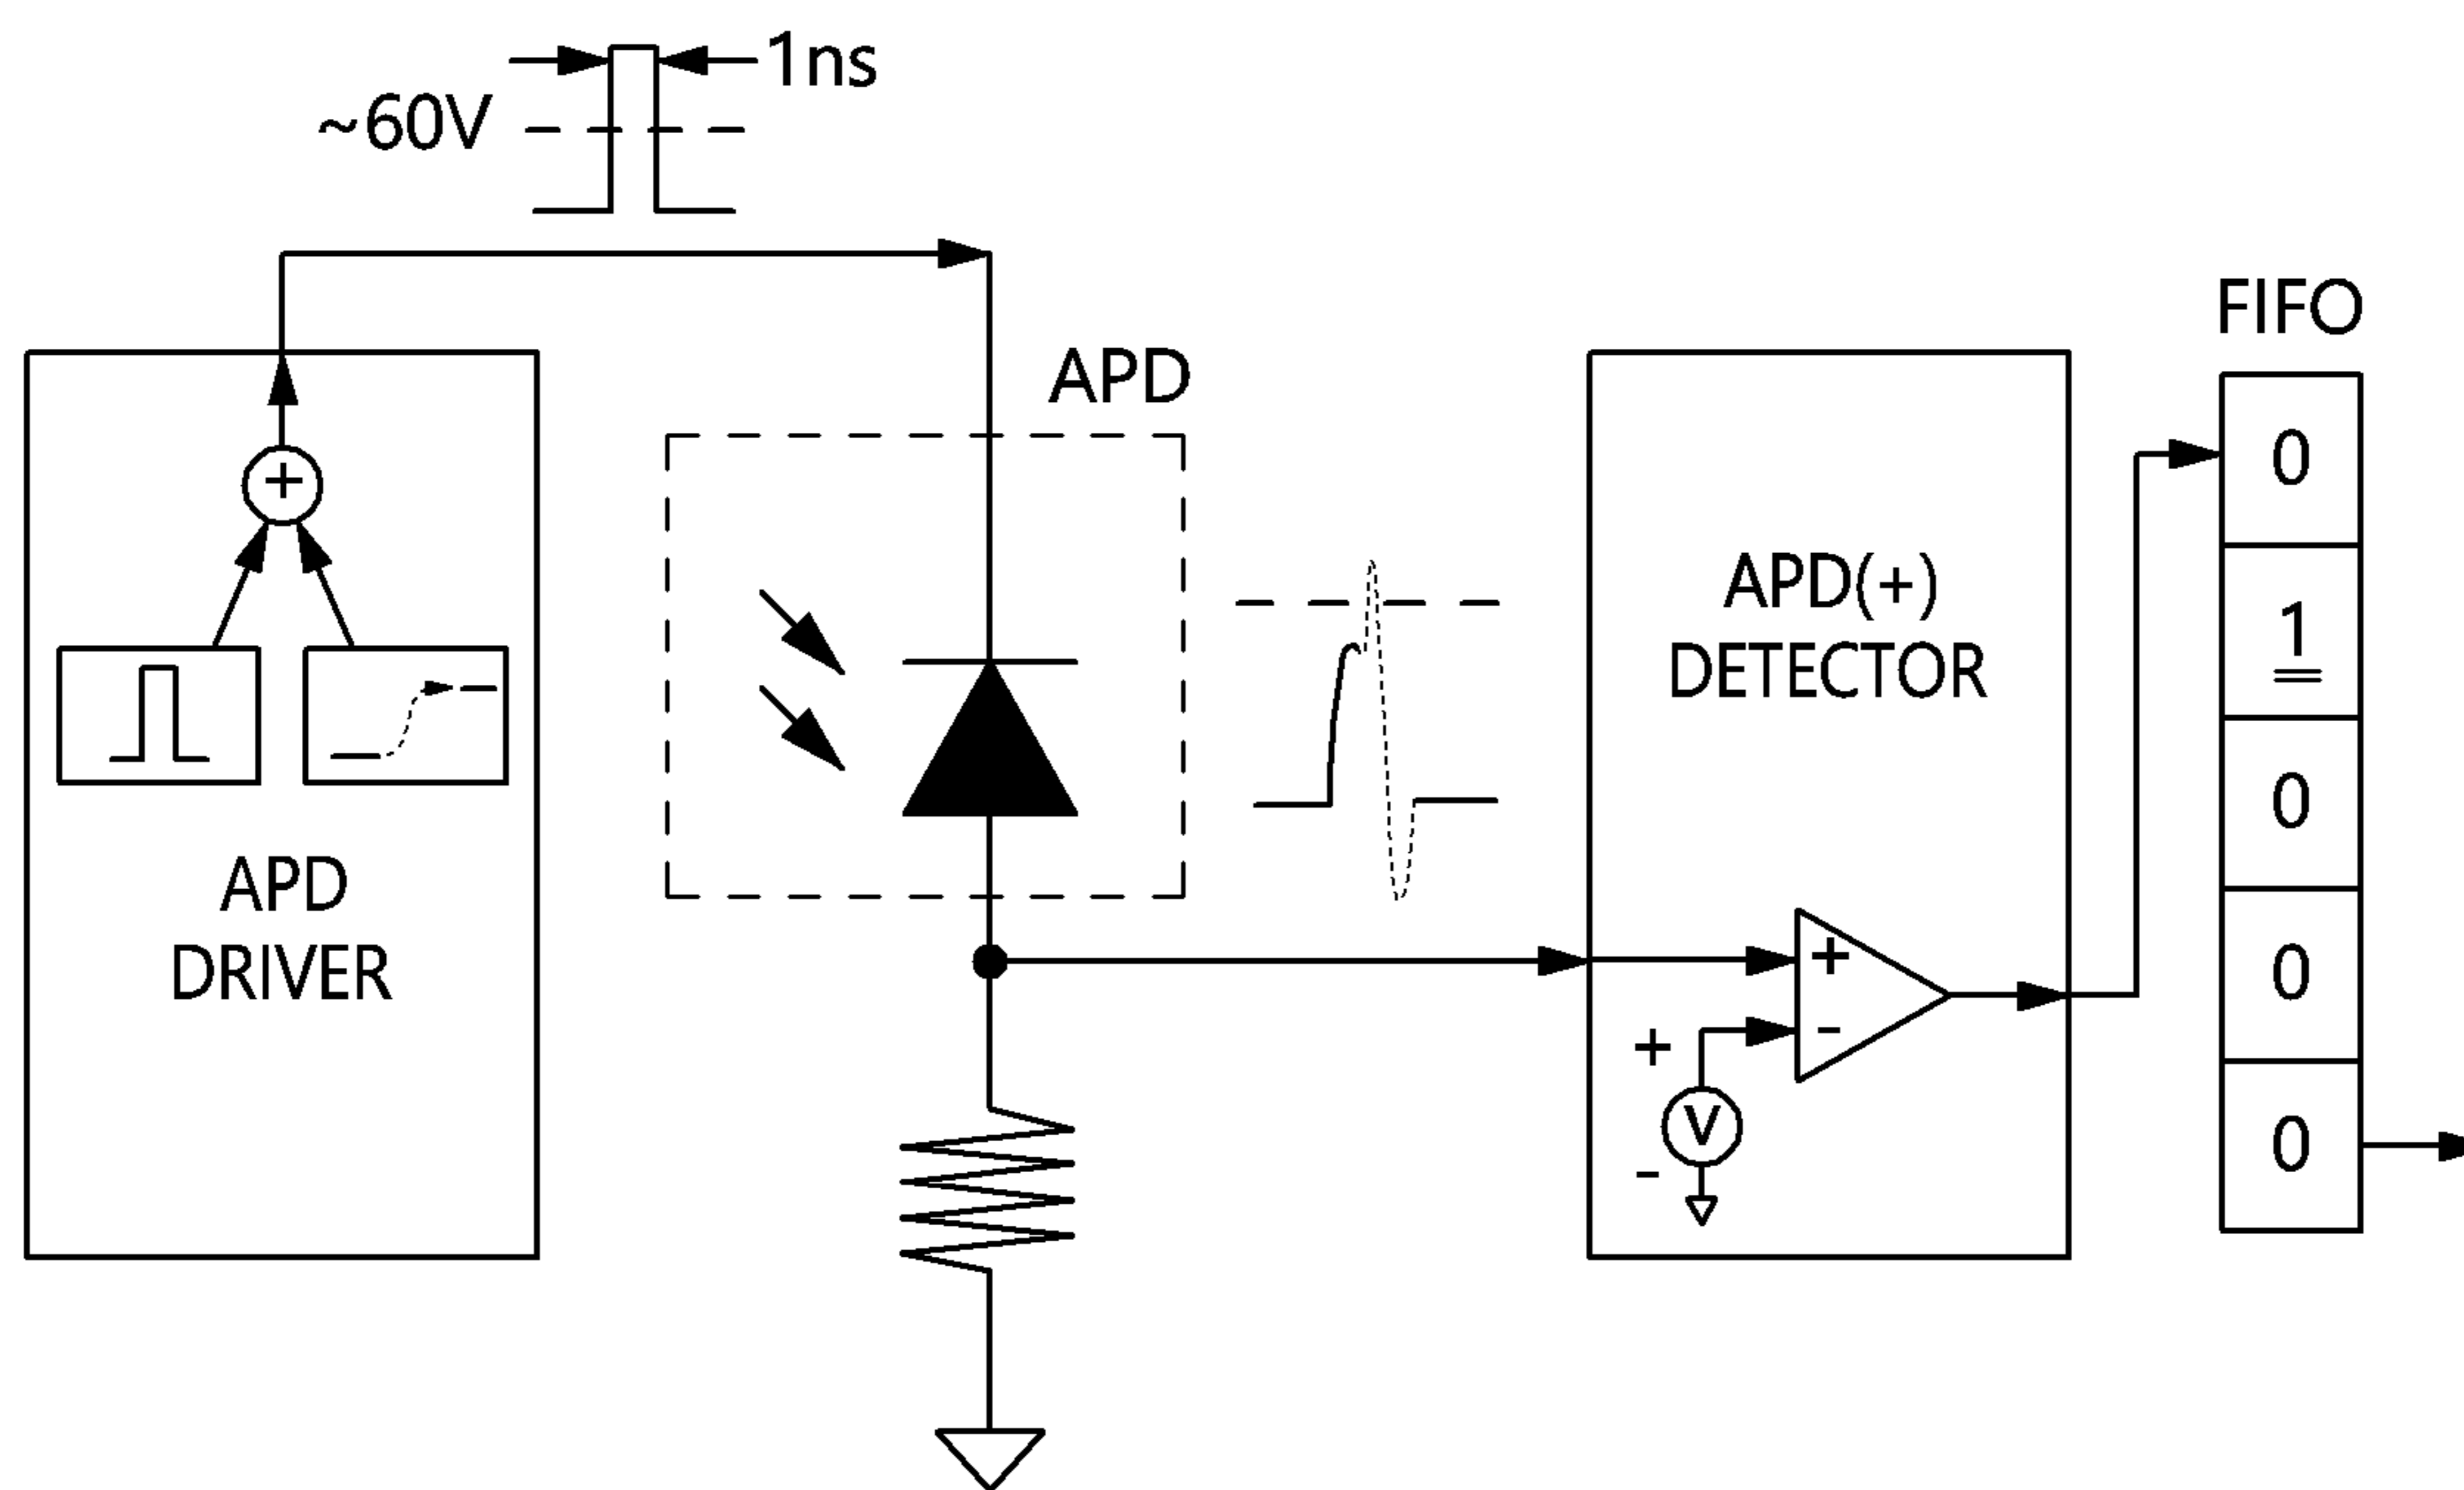 1ns
~60V
APD
FIFO
+
APD
DRIVER
APD(+)
DETECTOR
+
-
+
V
-
0
1
0
0
0